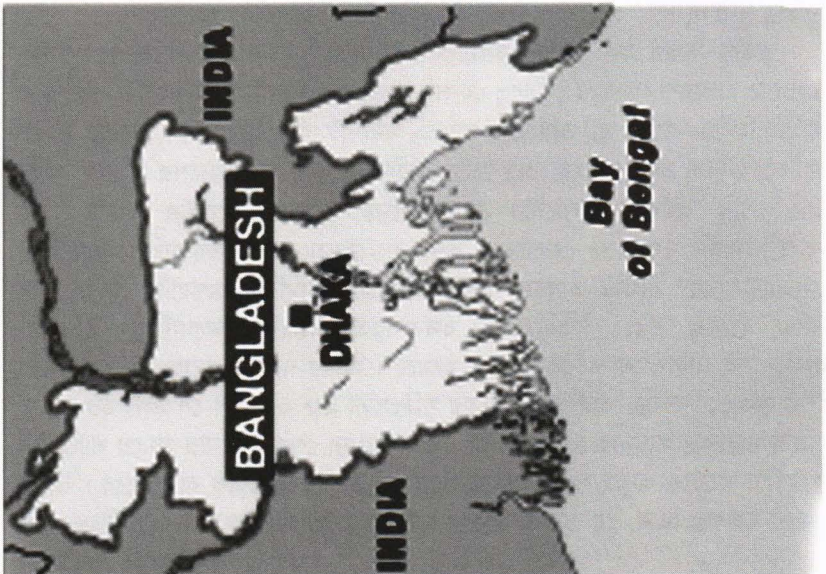 INDIA
BANGLADESH
DHAKA
INDIA
Bay
of Bengal